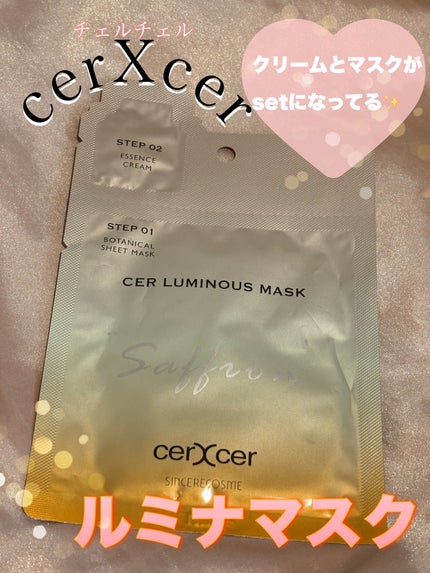 チェルチェル
cerXcer
クリームとマスクが
setになってる✨
STEP 02
ESSENCE
CREAM
STEP 01
BOTANICAL
SHEET MASK
CER LUMINOUS MASK
Saffron
cerXcer
SINCERECOSME
ルミナマスク